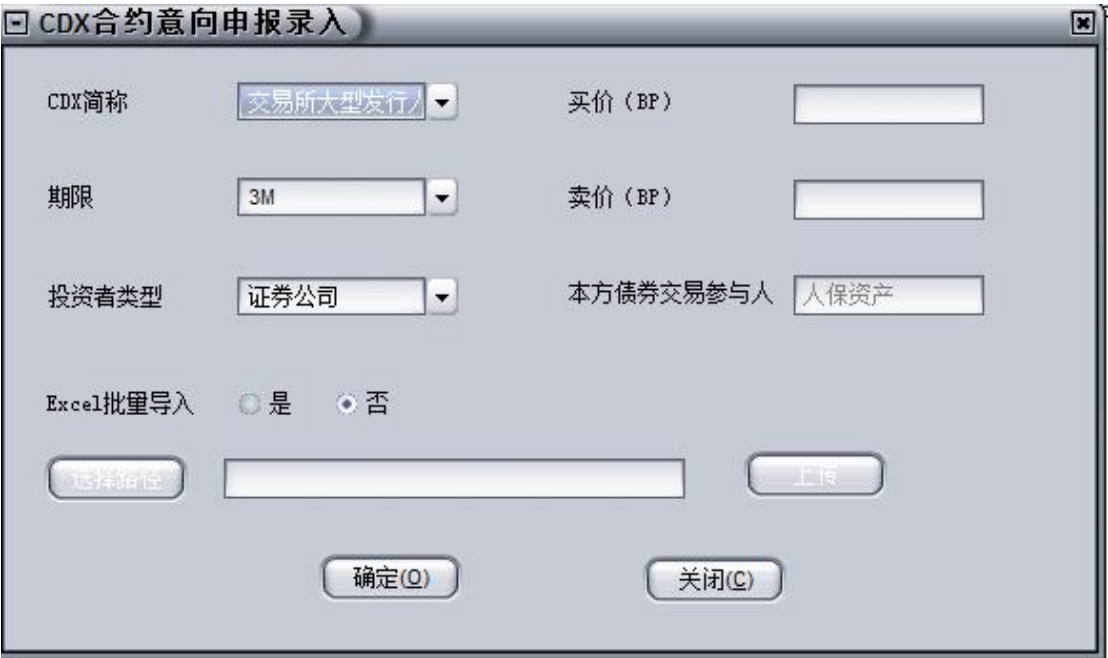 CDX合约意向申报录入
CDX简称 交易所大型发行人 买价（BP）
期限 3M 卖价（BP）
投资者类型 证券公司 本方债券交易参与人 人保资产
Excel批里导入 是 否
选择路径 上传
确定(O) 关闭(C)